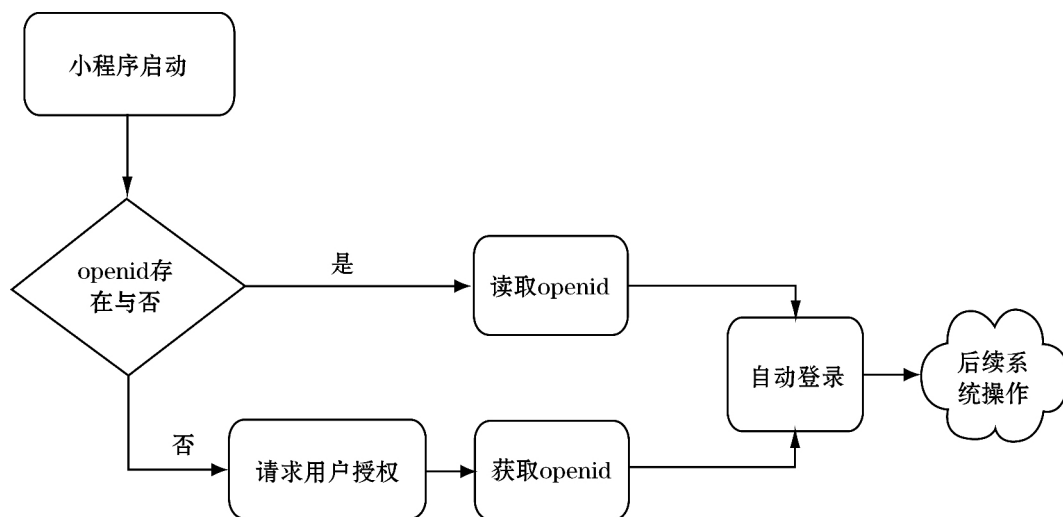 小程序启动
openid存
在与否
是
读取openid
自动登录
后续系
统操作
否
请求用户授权
获取openid